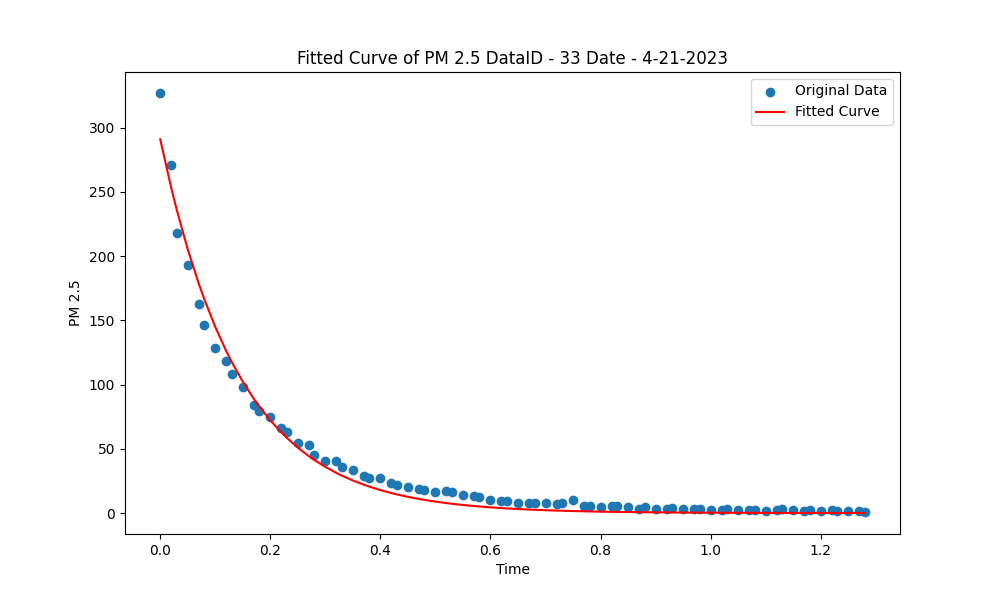 Fitted Curve of PM 2.5 DataID - 33 Date - 4-21-2023
Original Data
Fitted Curve
300
250
200
150
100
50
0
PM 2.5
0.0 0.2 0.4 0.6 0.8 1.0 1.2
Time